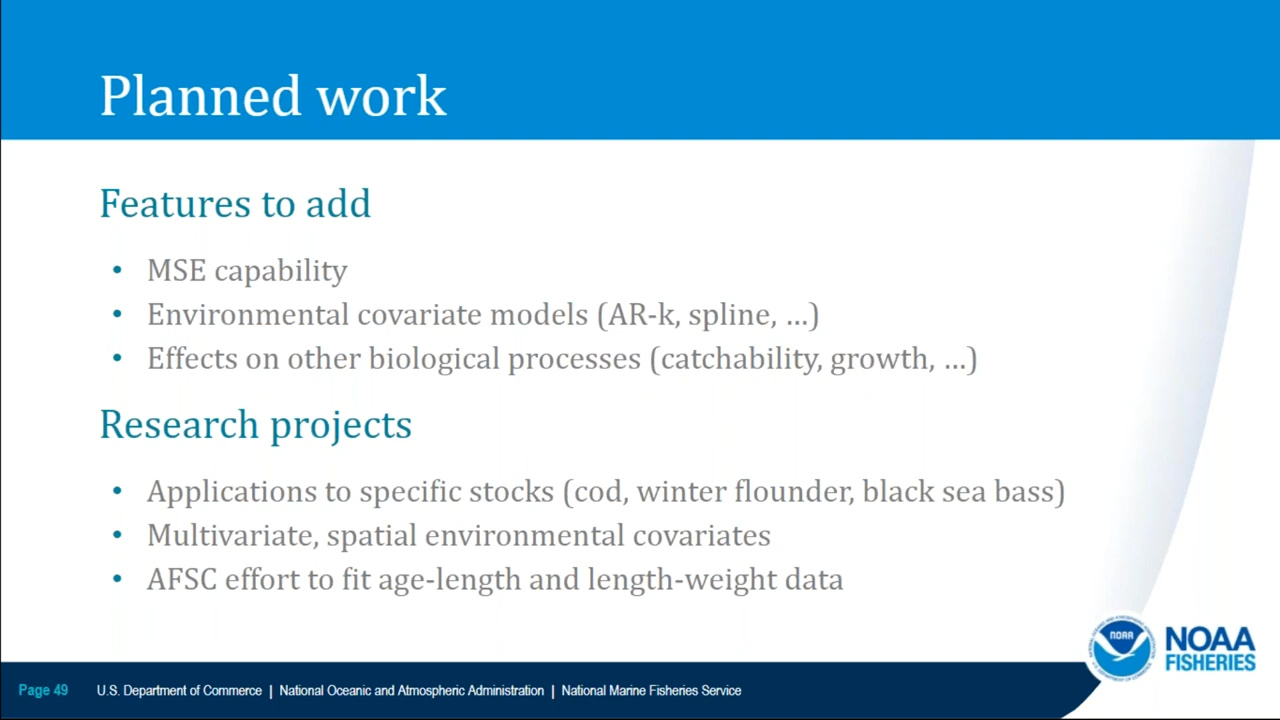 Planned work
Features to add
• MSE capability
• Environmental covariate models (AR-k, spline, ...)
• Effects on other biological processes (catchability, growth, ...)
Research projects
• Applications to specific stocks (cod, winter flounder, black sea bass)
• Multivariate, spatial environmental covariates
• AFSC effort to fit age-length and length-weight data
NOAA
NOAA
FISHERIES
Page 49 U.S. Department of Commerce | National Oceanic and Atmospheric Administration | National Marine Fisheries Service